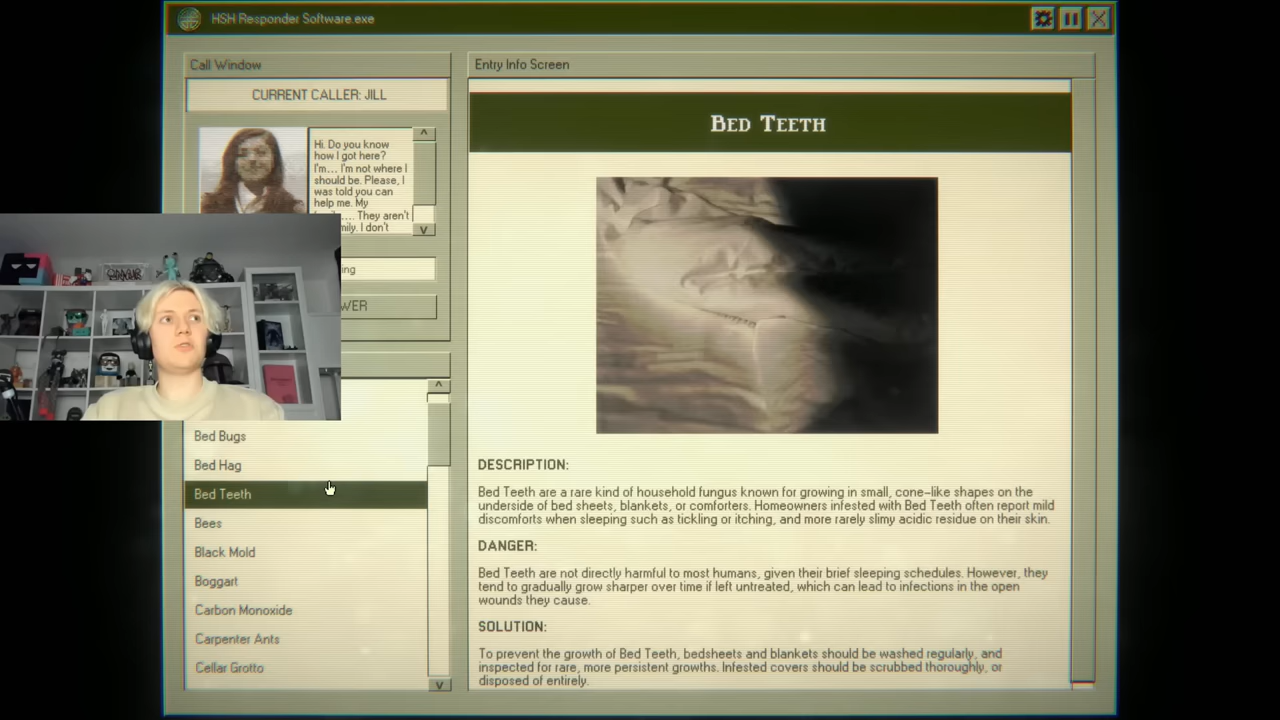 HSH Responder Software.exe
Call Window
CURRENT CALLER: JILL
Hi. Do you know
how I got here?
I'm... I'm not where I
should be. Please, I
was told you can
help me. My
.... They aren't
I don't
Entry Info Screen
BED TEETH
Bed Bugs
Bed Hag
Bed Teeth
Bees
Black Mold
Boggart
Carbon Monoxide
Carpenter Ants
Cellar Grotto
DESCRIPTION:
Bed Teeth are a rare kind of household fungus known for growing in small, cone-like shapes on the
underside of bed sheets, blankets, or comforters. Homeowners infested with Bed Teeth often report mild
discomforts when sleeping such as tickling or itching, and more rarely slimy acidic residue on their skin.
DANGER:
Bed Teeth are not directly harmful to most humans, given their brief sleeping schedules. However, they
tend to gradually grow sharper over time if left untreated, which can lead to infections in the open
wounds they cause.
SOLUTION:
To prevent the growth of Bed Teeth, bedsheets and blankets should be washed regularly, and
inspected for rare, more persistent growths. Infested covers should be scrubbed thoroughly, or
disposed of entirely.